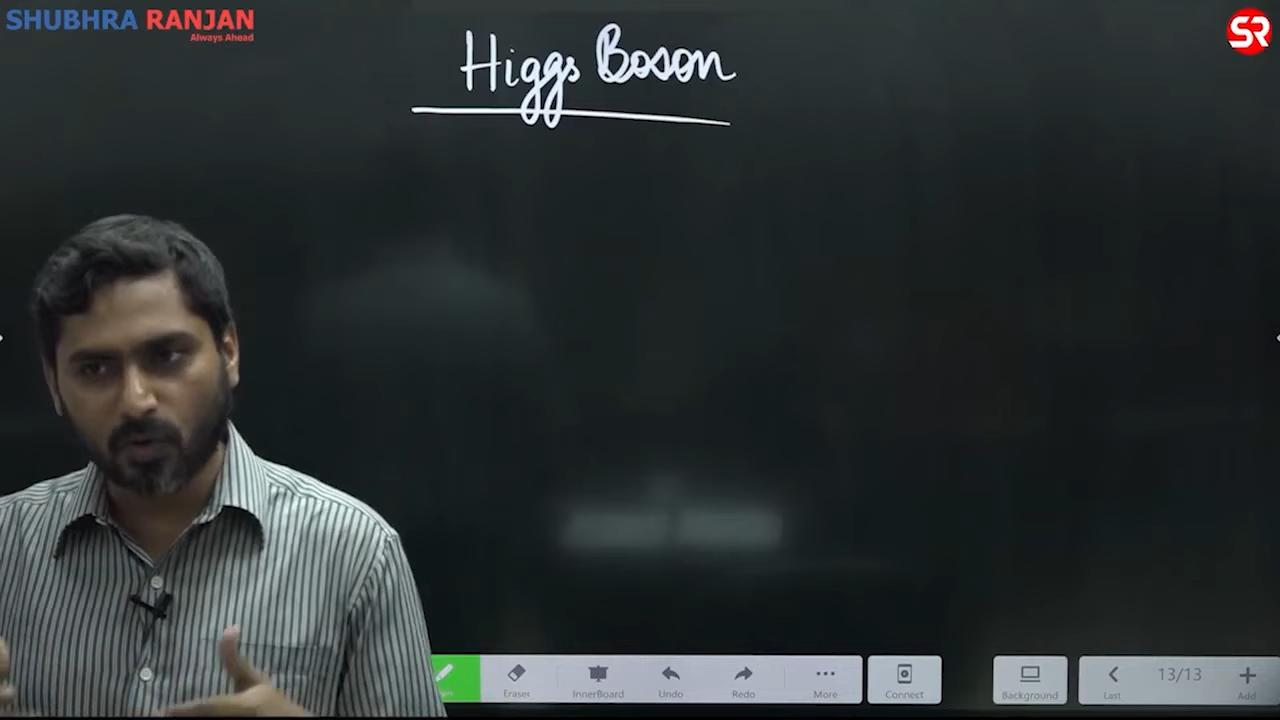 SHUBHRA RANJAN
Always Ahead
SR
Higgs Boson
Eraser
InnerBoard
Undo
Redo
More
Connect
Background
13/13
Last
Add